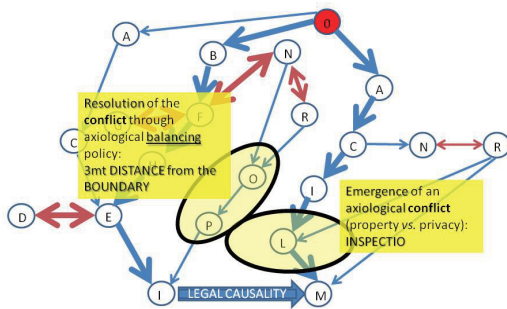 0
A
B
N
A
Resolution of the
conflict through
axiological balancing
policy:
3mt DISTANCE from the
BOUNDARY
G
F
R
C
H
C
N
R
O
I
P
Emergence of an
axiological conflict
(property vs. privacy):
INSPECTIO
D
E
L
I
LEGAL CAUSALITY
M